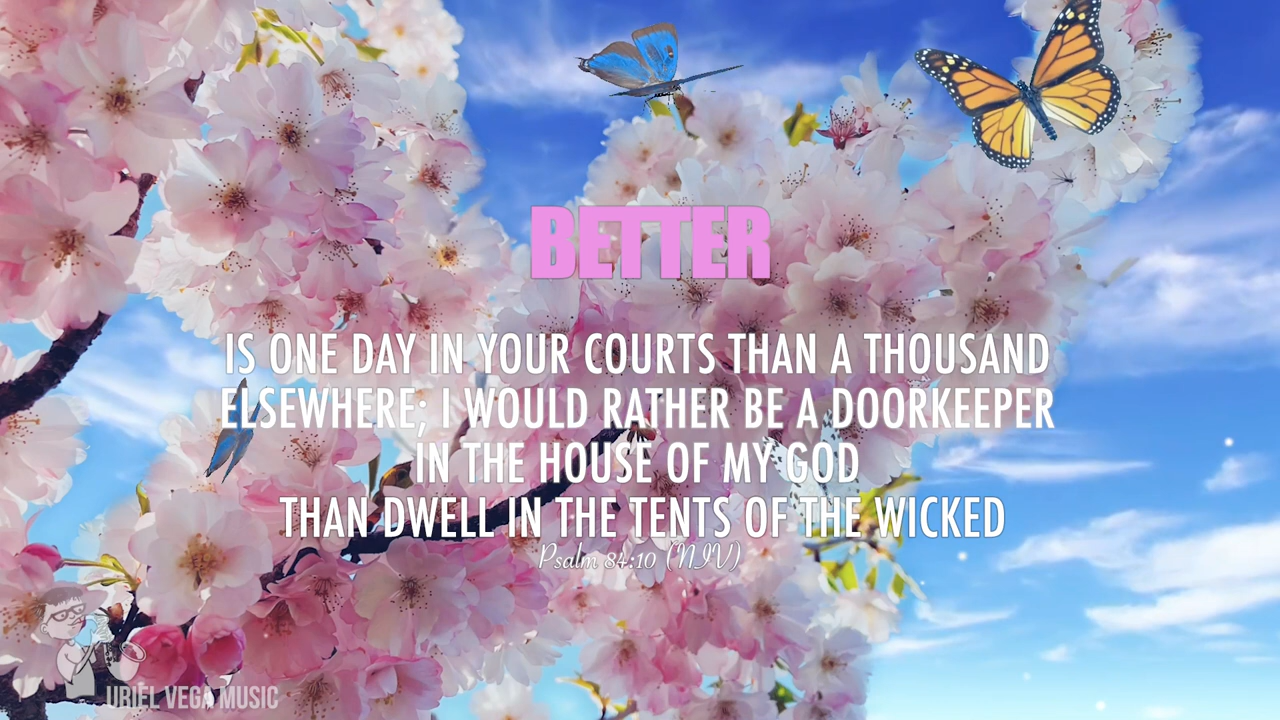 BETTER
IS ONE DAY IN YOUR COURTS THAN A THOUSAND
ELSEWHERE; I WOULD RATHER BE A DOORKEEPER
IN THE HOUSE OF MY GOD
THAN DWELL IN THE TENTS OF THE WICKED
Psalm 84:10 (NIV)
URIEL VEGA MUSIC